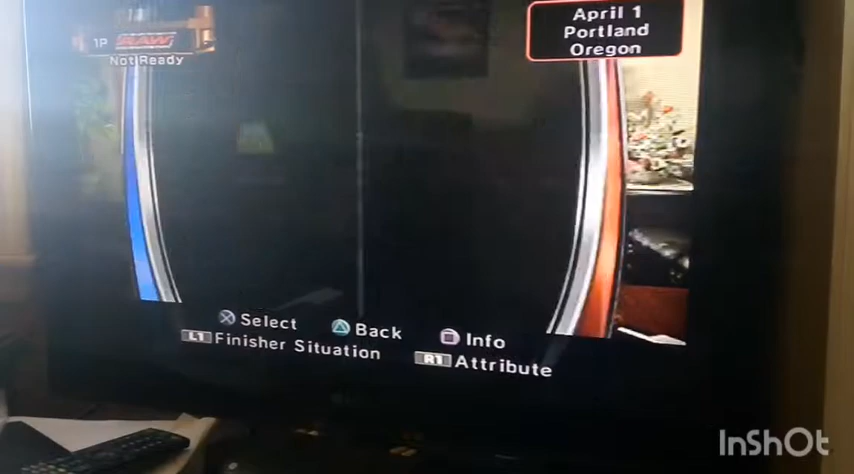 1P RAW
Not Ready
April 1
Portland
Oregon
Select Back Info
L1 Finisher Situation R1 Attribute
InShOt